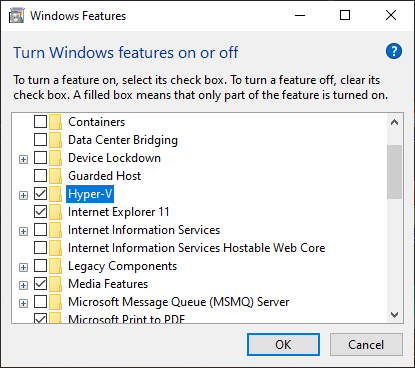 Windows Features
Turn Windows features on or off
?
To turn a feature on, select its check box. To turn a feature off, clear its
check box. A filled box means that only part of the feature is turned on.
Containers
Data Center Bridging
Device Lockdown
Guarded Host
Hyper-V
Internet Explorer 11
Internet Information Services
Internet Information Services Hostable Web Core
Legacy Components
Media Features
Microsoft Message Queue (MSMQ) Server
Microsoft Print to PDF
OK
Cancel